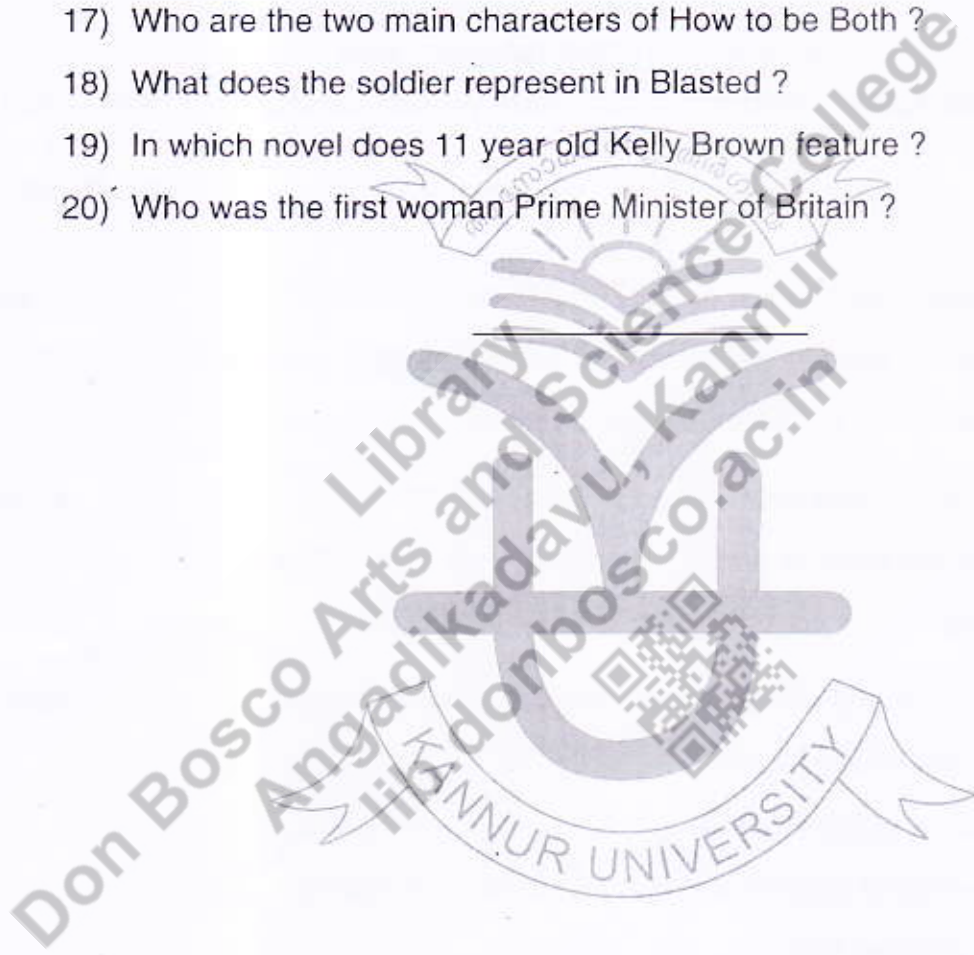 17) Who are the two main characters of How to be Both ?
18) What does the soldier represent in Blasted ?
19) In which novel does 11 year old Kelly Brown feature ?
20) Who was the first woman Prime Minister of Britain ?
Library
Don Bosco Arts and Science College
Angadikadavu, Kannur
lib.donbosco.ac.in
KANNUR UNIVERSITY